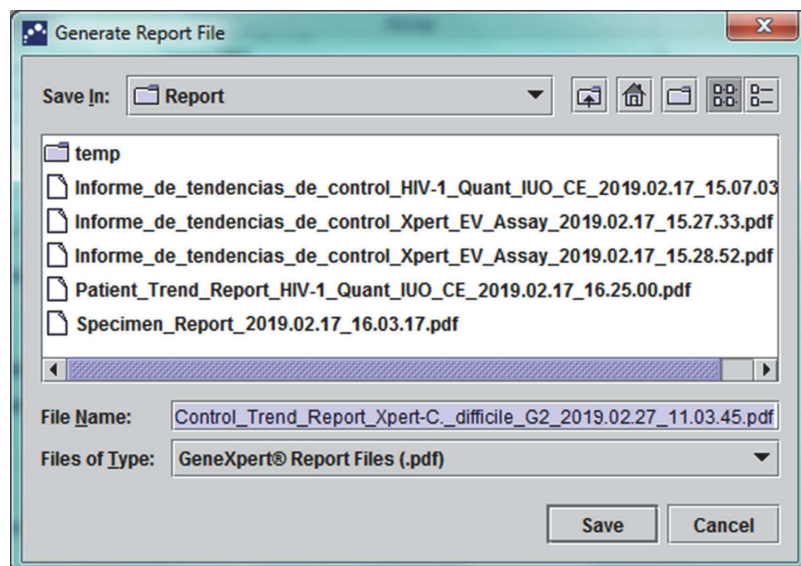 Generate Report File
Save In: Report
temp
Informe_de_tendencias_de_control_HIV-1_Quant_IUO_CE_2019.02.17_15.07.03
Informe_de_tendencias_de_control_Xpert_EV_Assay_2019.02.17_15.27.33.pdf
Informe_de_tendencias_de_control_Xpert_EV_Assay_2019.02.17_15.28.52.pdf
Patient_Trend_Report_HIV-1_Quant_IUO_CE_2019.02.17_16.25.00.pdf
Specimen_Report_2019.02.17_16.03.17.pdf
File Name: Control_Trend_Report_Xpert-C._difficile_G2_2019.02.27_11.03.45.pdf
Files of Type: GeneXpert® Report Files (.pdf)
Save Cancel